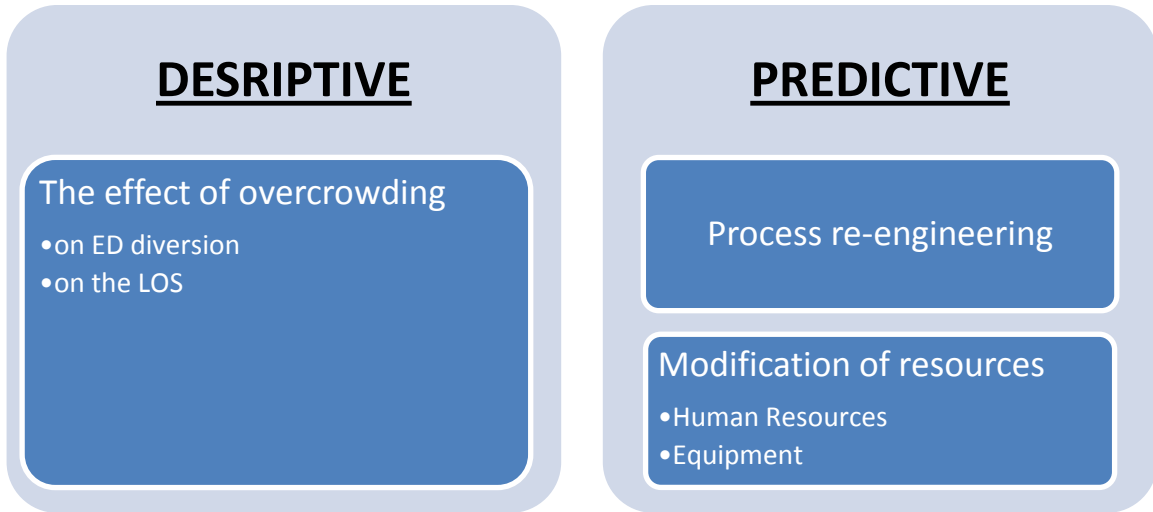 DESRIPTIVE
The effect of overcrowding
•on ED diversion
•on the LOS
PREDICTIVE
Process re-engineering
Modification of resources
•Human Resources
•Equipment